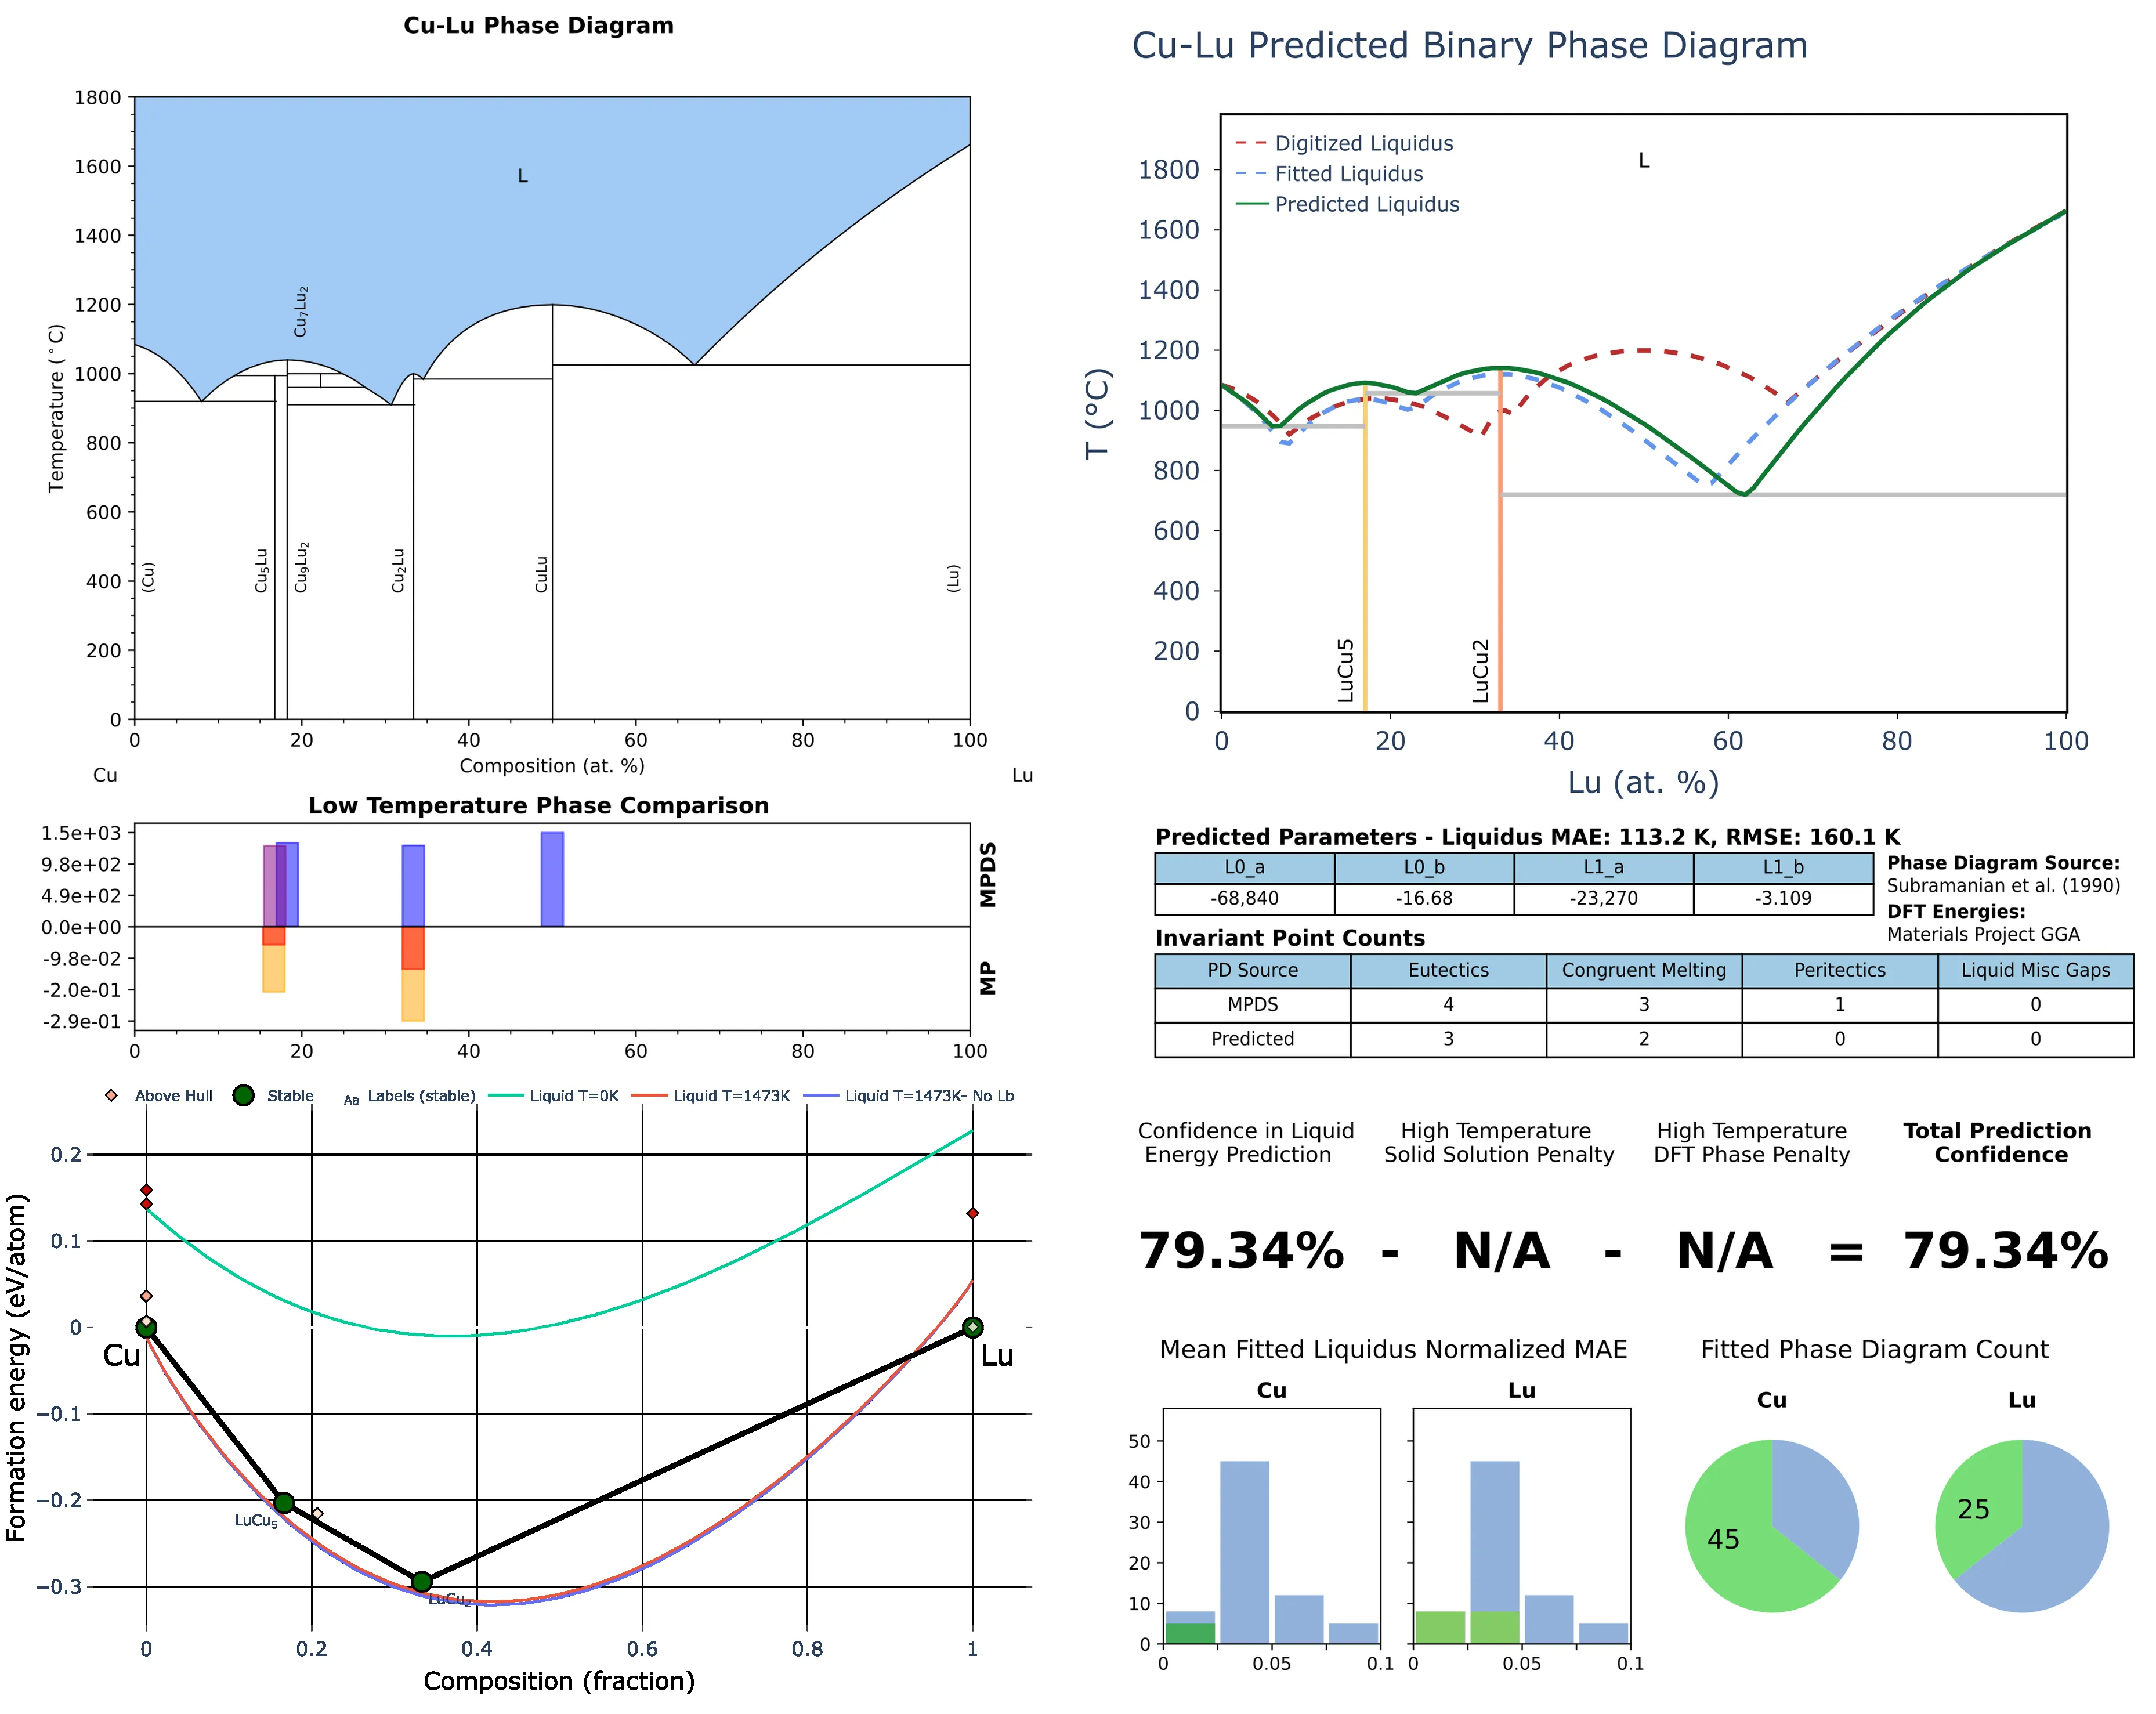 Cu-Lu Phase Diagram
1800
1600
1400
1200
1000
800
600
400
200
0
Temperature (°C)
L
Cu₇Lu₂
(Cu)
Cu₅Lu
Cu₉Lu₂
Cu₂Lu
CuLu
(Lu)
0 20 40 60 80 100
Composition (at. %)
Cu Lu
Low Temperature Phase Comparison
1.5e+03
9.8e+02
4.9e+02
0.0e+00
-9.8e-02
-2.0e-01
-2.9e-01
MPDS
MP
0 20 40 60 80 100
Above Hull Stable Aa Labels (stable) Liquid T=0K Liquid T=1473K Liquid T=1473K- No Lb
0.2
0.1
0
−0.1
−0.2
−0.3
Formation energy (eV/atom)
Cu
Lu
LuCu₅
LuCu₂
0 0.2 0.4 0.6 0.8 1
Composition (fraction)
Cu-Lu Predicted Binary Phase Diagram
Digitized Liquidus
Fitted Liquidus
Predicted Liquidus
L
1800
1600
1400
1200
1000
800
600
400
200
0
T (°C)
LuCu5
LuCu2
0 20 40 60 80 100
Lu (at. %)
Predicted Parameters - Liquidus MAE: 113.2 K, RMSE: 160.1 K
L0_a L0_b L1_a L1_b
-68,840 -16.68 -23,270 -3.109
Phase Diagram Source:
Subramanian et al. (1990)
DFT Energies:
Materials Project GGA
Invariant Point Counts
PD Source Eutectics Congruent Melting Peritectics Liquid Misc Gaps
MPDS 4 3 1 0
Predicted 3 2 0 0
Confidence in Liquid
Energy Prediction
High Temperature
Solid Solution Penalty
High Temperature
DFT Phase Penalty
Total Prediction
Confidence
79.34% - N/A - N/A = 79.34%
Mean Fitted Liquidus Normalized MAE
Cu Lu
50
40
30
20
10
0
0 0.05 0.1 0 0.05 0.1
Fitted Phase Diagram Count
Cu Lu
45 25